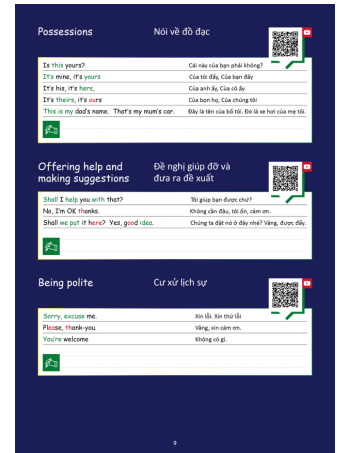 Possessions
Nói về đồ đạc
Is this yours?
Cái này của bạn phải không?
It's mine, it's yours
Của tôi đấy, Của bạn đấy
It's his, it's hers,
Của anh ấy, Của cô ấy
It's theirs, it's ours
Của bọn họ, Của chúng tôi
This is my dad's name. That's my mum's car.
Đây là tên của bố tôi. Đó là xe hơi của mẹ tôi.
Offering help and
making suggestions
Đề nghị giúp đỡ và
đưa ra đề xuất
Shall I help you with that?
Tôi giúp bạn được chứ?
No, I'm OK thanks.
Không cần đâu, tôi ổn, cảm ơn.
Shall we put it here? Yes, good idea.
Chúng ta đặt nó ở đây nhé? Vâng, được đấy.
Being polite
Cư xử lịch sự
Sorry, excuse me.
Xin lỗi. Xin thứ lỗi
Please, thank-you.
Vâng, xin cảm ơn.
You're welcome
Không có gì.
9